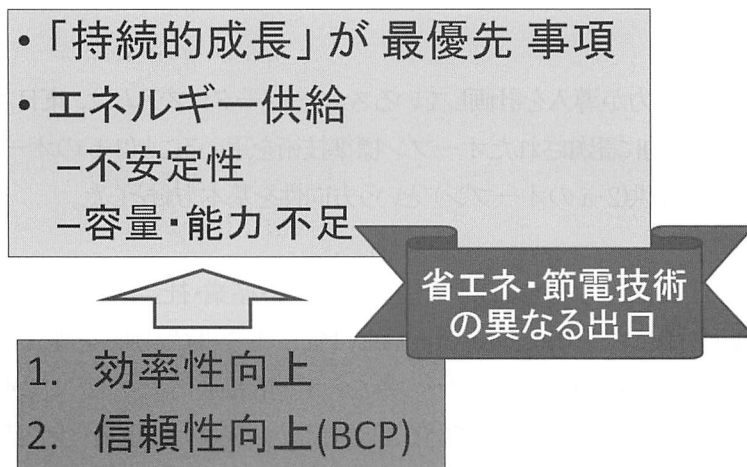 • 「持続的成長」が 最優先 事項
• エネルギー供給
–不安定性
–容量・能力 不足
省エネ・節電技術
の異なる出口
1. 効率性向上
2. 信頼性向上(BCP)